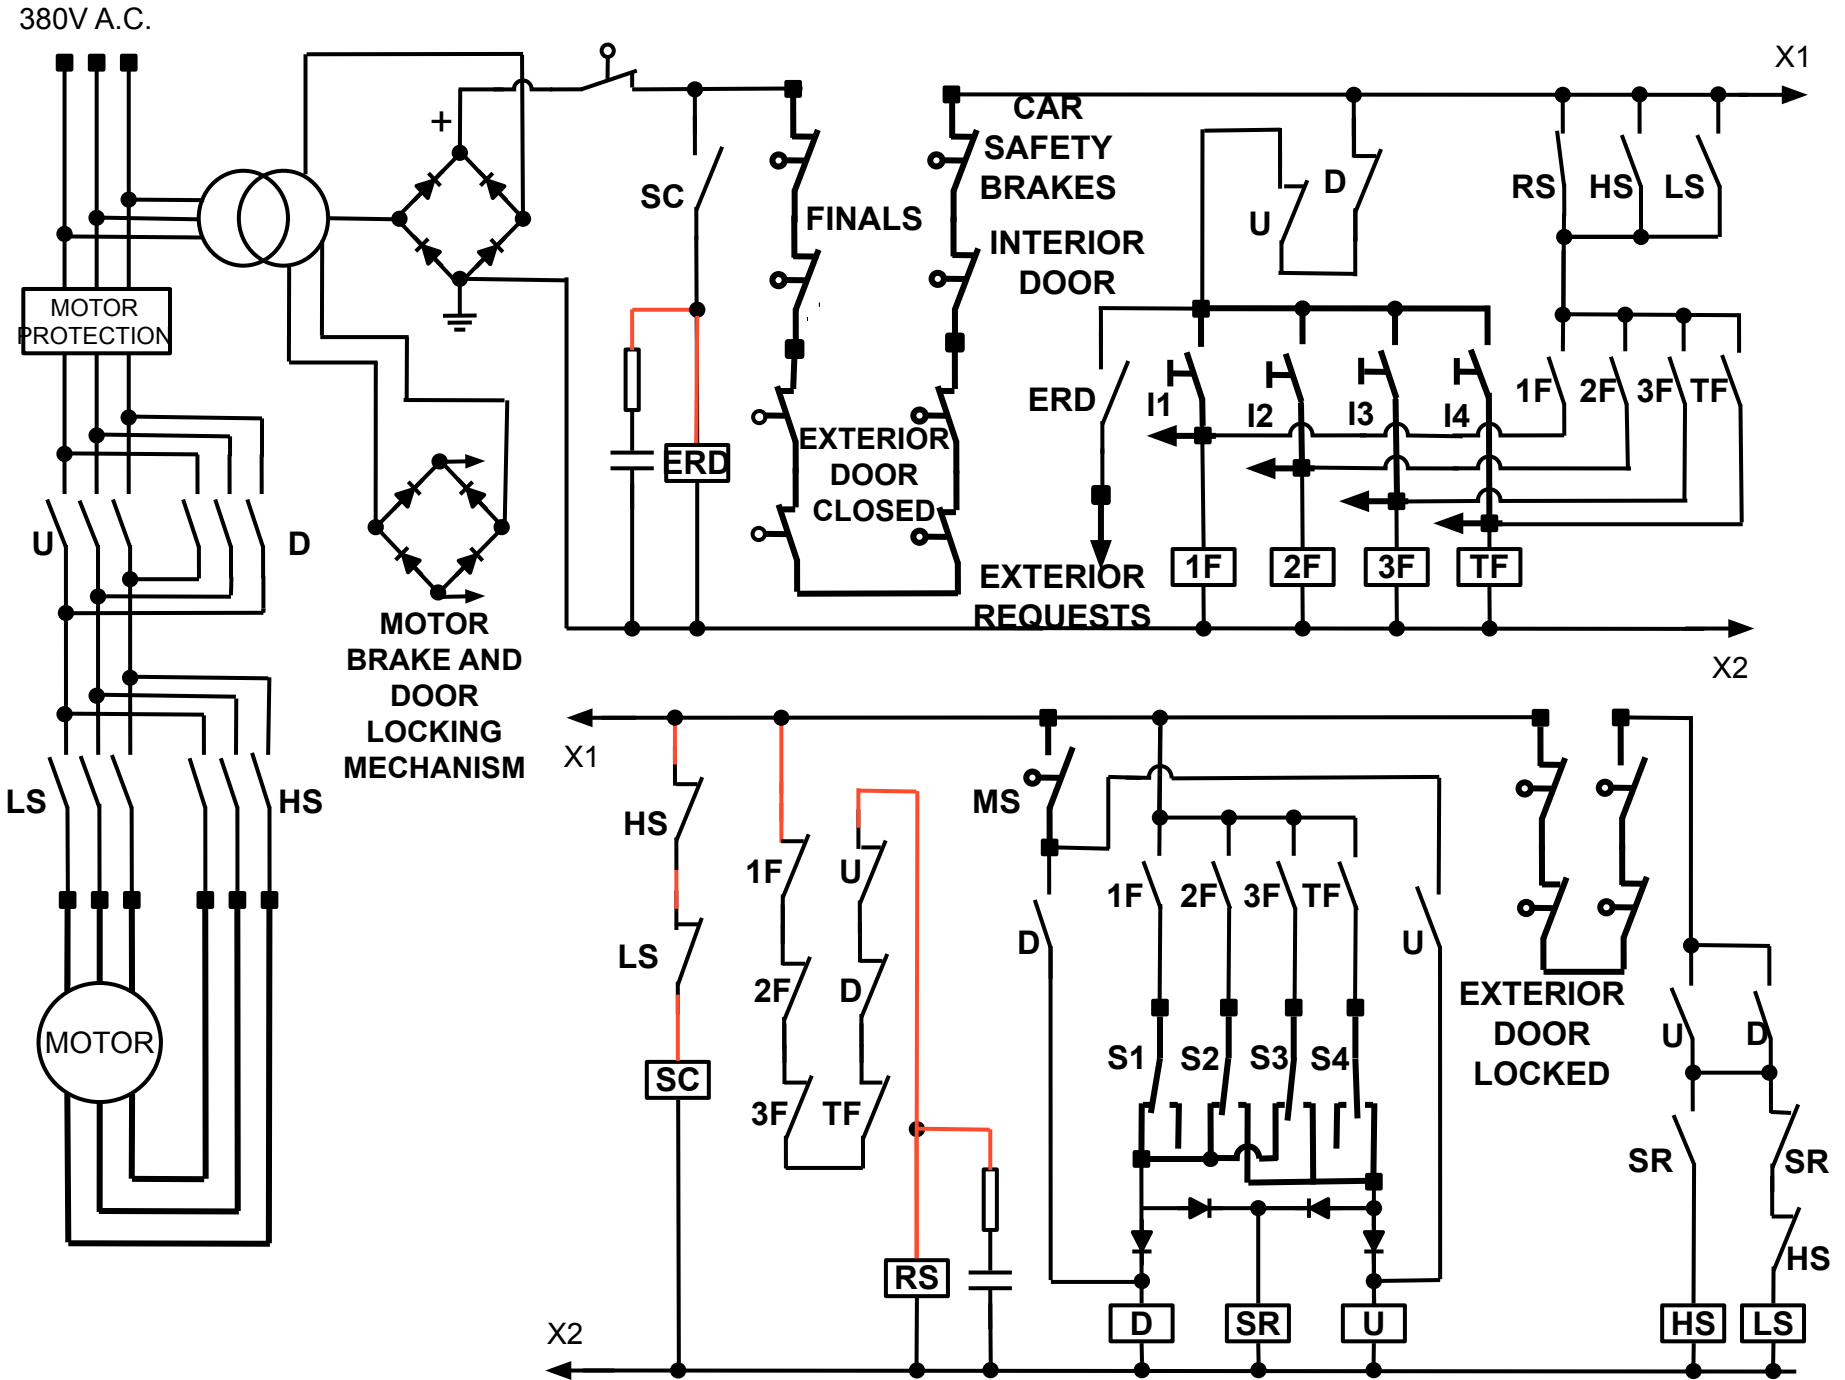 380V A.C.
X1
+
CAR
SAFETY
BRAKES
SC
FINALS
INTERIOR
DOOR
U
D
RS
HS
LS
MOTOR
PROTECTION
ERD
I1
I2
I3
I4
1F
2F
3F
TF
ERD
EXTERIOR
DOOR
CLOSED
U
D
EXTERIOR
REQUESTS
1F
2F
3F
TF
MOTOR
BRAKE AND
DOOR
LOCKING
MECHANISM
X2
X1
LS
HS
HS
LS
SC
1F
2F
3F
U
D
TF
RS
MS
D
1F
2F
3F
TF
U
S1
S2
S3
S4
EXTERIOR
DOOR
LOCKED
U
D
SR
SR
HS
MOTOR
X2
D
SR
U
HS
LS